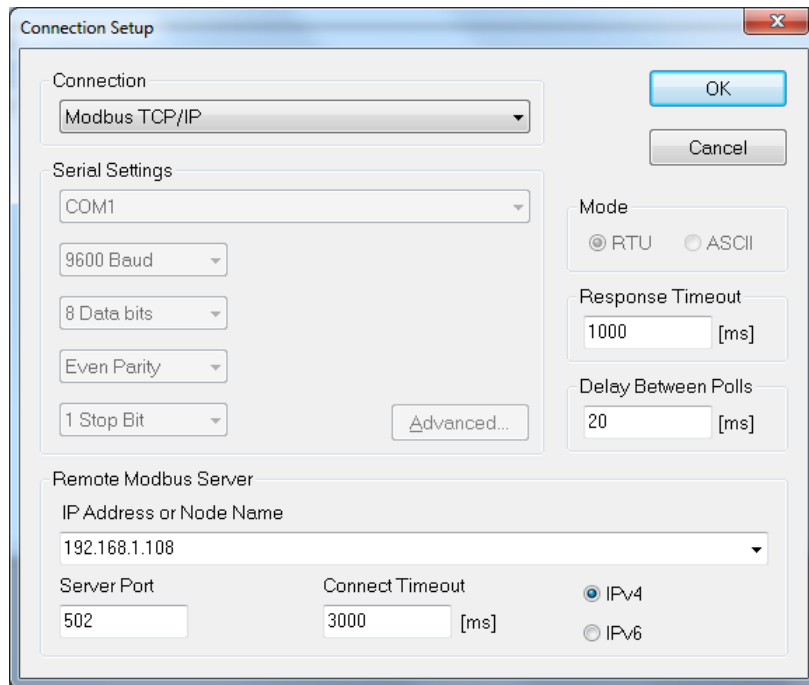 Connection Setup
Connection
Modbus TCP/IP
OK
Cancel
Serial Settings
COM1
9600 Baud
8 Data bits
Even Parity
1 Stop Bit
Advanced...
Mode
RTU ASCII
Response Timeout
1000 [ms]
Delay Between Polls
20 [ms]
Remote Modbus Server
IP Address or Node Name
192.168.1.108
Server Port Connect Timeout
502 3000 [ms]
IPv4
IPv6